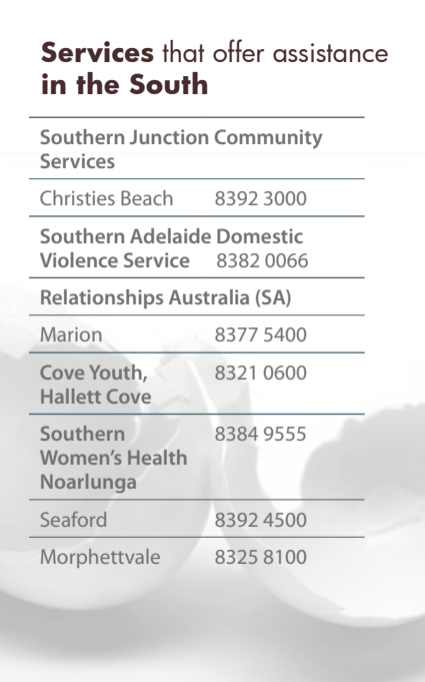 Services that offer assistance
in the South
Southern Junction Community
Services
Christies Beach 8392 3000
Southern Adelaide Domestic
Violence Service 8382 0066
Relationships Australia (SA)
Marion 8377 5400
Cove Youth, 8321 0600
Hallett Cove
Southern 8384 9555
Women's Health
Noarlunga
Seaford 8392 4500
Morphettvale 8325 8100